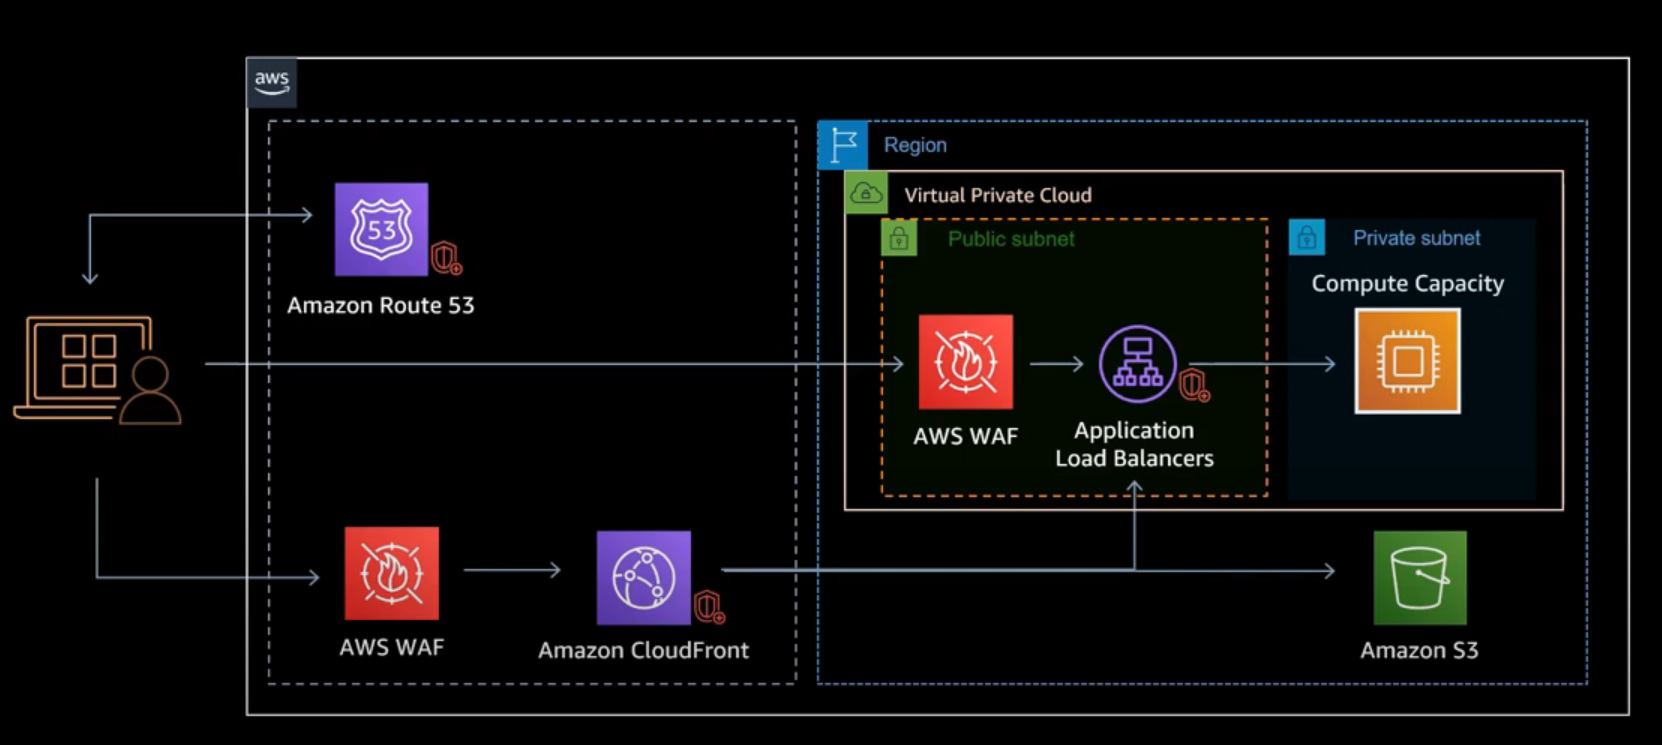 aws
Region
Virtual Private Cloud
Public subnet
Private subnet
Compute Capacity
53
Amazon Route 53
AWS WAF
Application
Load Balancers
AWS WAF
Amazon CloudFront
Amazon S3